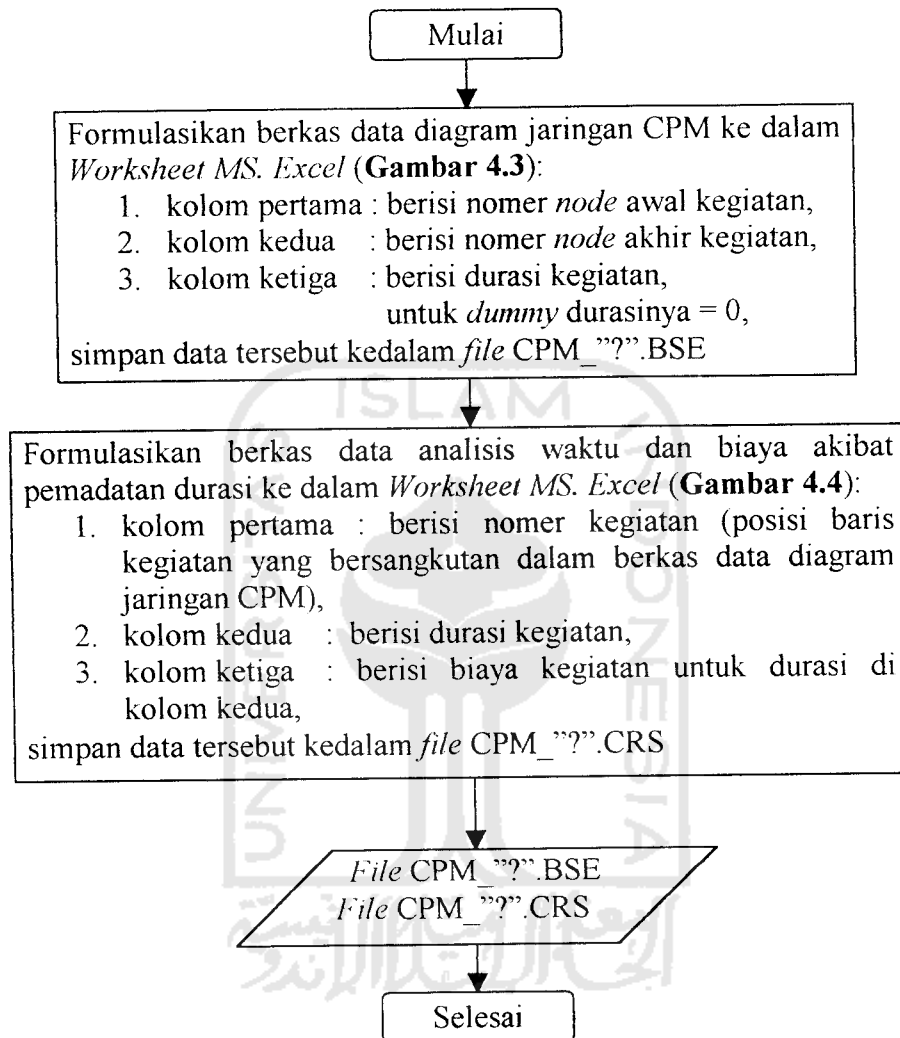 Mulai
Formulasikan berkas data diagram jaringan CPM ke dalam
Worksheet MS. Excel (Gambar 4.3):
1. kolom pertama : berisi nomer node awal kegiatan,
2. kolom kedua : berisi nomer node akhir kegiatan,
3. kolom ketiga : berisi durasi kegiatan,
untuk dummy durasinya = 0,
simpan data tersebut kedalam file CPM_"?".BSE
Formulasikan berkas data analisis waktu dan biaya akibat
pemadatan durasi ke dalam Worksheet MS. Excel (Gambar 4.4):
1. kolom pertama : berisi nomer kegiatan (posisi baris
kegiatan yang bersangkutan dalam berkas data diagram
jaringan CPM),
2. kolom kedua : berisi durasi kegiatan,
3. kolom ketiga : berisi biaya kegiatan untuk durasi di
kolom kedua,
simpan data tersebut kedalam file CPM_"?".CRS
File CPM_"?".BSE
File CPM_"?".CRS
Selesai
UNIVERSITAS
ISLAM
INDONESIA